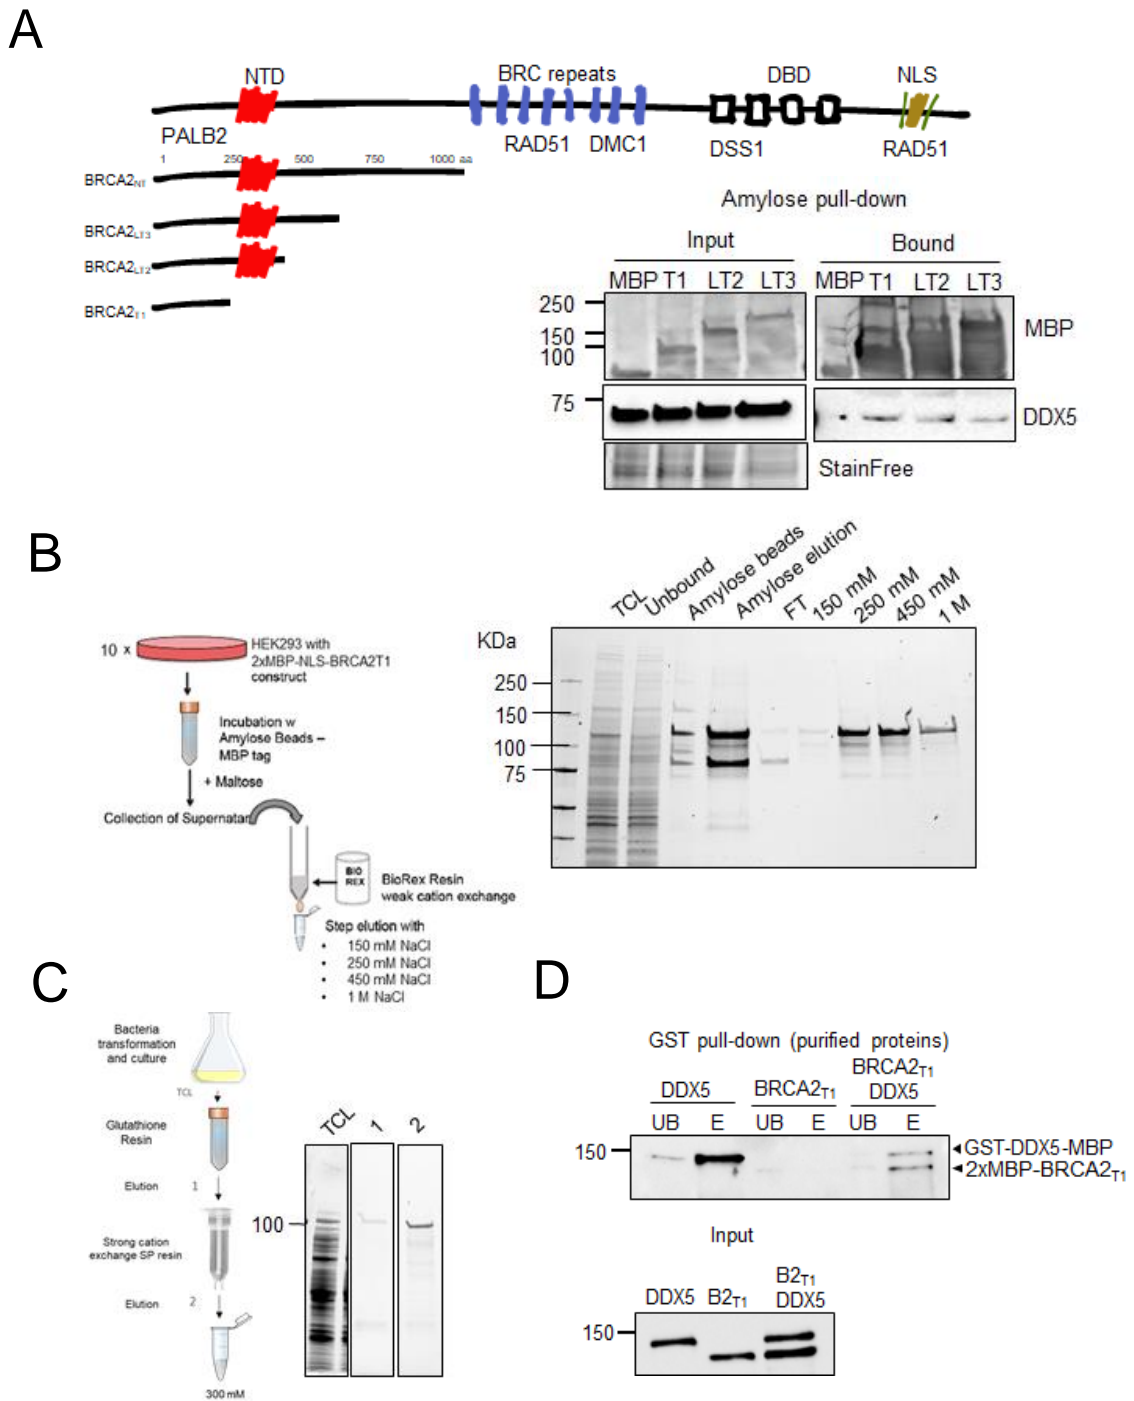 A
NTD
BRC repeats
DBD
NLS
PALB2
RAD51
DMC1
DSS1
RAD51
1
250
500
750
1000 aa
BRCA2NT
BRCA2LT3
BRCA2LT2
BRCA2T1
Amylose pull-down
Input
Bound
MBP T1 LT2 LT3
MBP T1 LT2 LT3
250
150
100
MBP
75
DDX5
StainFree
B
10 x
HEK293 with
2xMBP-NLS-BRCA2T1
construct
Incubation w
Amylose Beads –
MBP tag
+ Maltose
Collection of Supernatan
BIO
REX
BioRex Resin
weak cation exchange
Step elution with
• 150 mM NaCl
• 250 mM NaCl
• 450 mM NaCl
• 1 M NaCl
TCL
Unbound
Amylose beads
Amylose elution
FT
150 mM
250 mM
450 mM
1 M
KDa
250
150
100
75
C
Bacteria
transformation
and culture
TCL
Glutathione
Resin
Elution 1
Strong cation
exchange SP resin
Elution 2
300 mM
TCL 1 2
100
D
GST pull-down (purified proteins)
DDX5
BRCA2T1
BRCA2T1
DDX5
UB E UB E UB E
150
GST-DDX5-MBP
2xMBP-BRCA2T1
Input
DDX5
B2T1
B2T1
DDX5
150